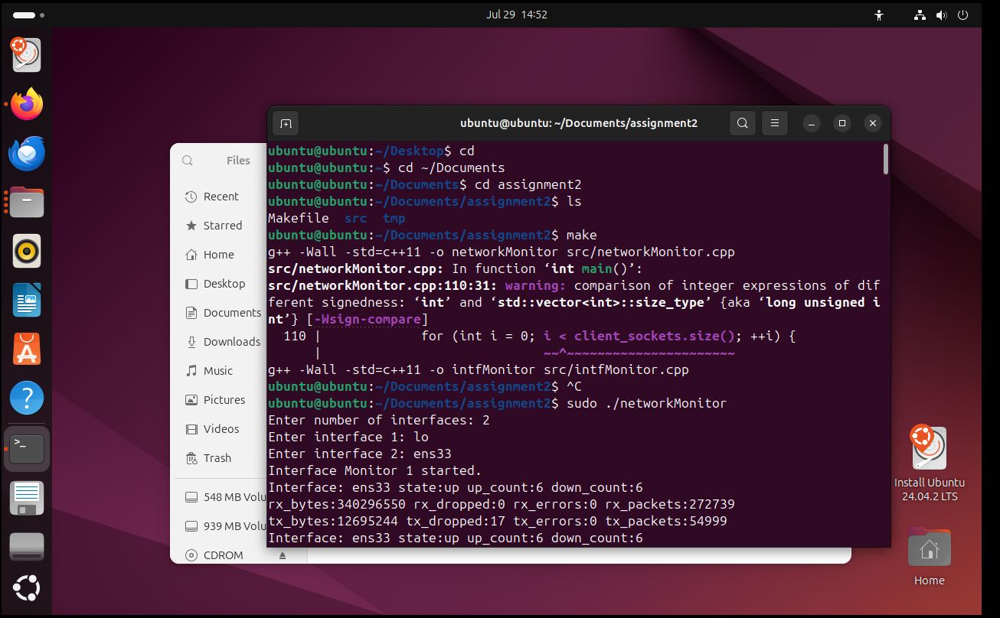 Jul 29 14:52
ubuntu@ubuntu: ~/Documents/assignment2
Files
Recent
Starred
Home
Desktop
Documents
Downloads
Music
Pictures
Videos
Trash
548 MB Volu
939 MB Volu
CDROM
ubuntu@ubuntu:~/Desktop$ cd
ubuntu@ubuntu:~$ cd ~/Documents
ubuntu@ubuntu:~/Documents$ cd assignment2
ubuntu@ubuntu:~/Documents/assignment2$ ls
Makefile  src  tmp
ubuntu@ubuntu:~/Documents/assignment2$ make
g++ -Wall -std=c++11 -o networkMonitor src/networkMonitor.cpp
src/networkMonitor.cpp: In function ‘int main()’:
src/networkMonitor.cpp:110:31: warning: comparison of integer expressions of dif
ferent signedness: ‘int’ and ‘std::vector<int>::size_type’ {aka ‘long unsigned i
nt’} [-Wsign-compare]
  110 |             for (int i = 0; i < client_sockets.size(); ++i) {
      |                             ~~^~~~~~~~~~~~~~~~~~~~~~~
g++ -Wall -std=c++11 -o intfMonitor src/intfMonitor.cpp
ubuntu@ubuntu:~/Documents/assignment2$ ^C
ubuntu@ubuntu:~/Documents/assignment2$ sudo ./networkMonitor
Enter number of interfaces: 2
Enter interface 1: lo
Enter interface 2: ens33
Interface Monitor 1 started.
Interface: ens33 state:up up_count:6 down_count:6
rx_bytes:340296550 rx_dropped:0 rx_errors:0 rx_packets:272739
tx_bytes:12695244 tx_dropped:17 tx_errors:0 tx_packets:54999
Interface: ens33 state:up up_count:6 down_count:6
Install Ubuntu
24.04.2 LTS
Home